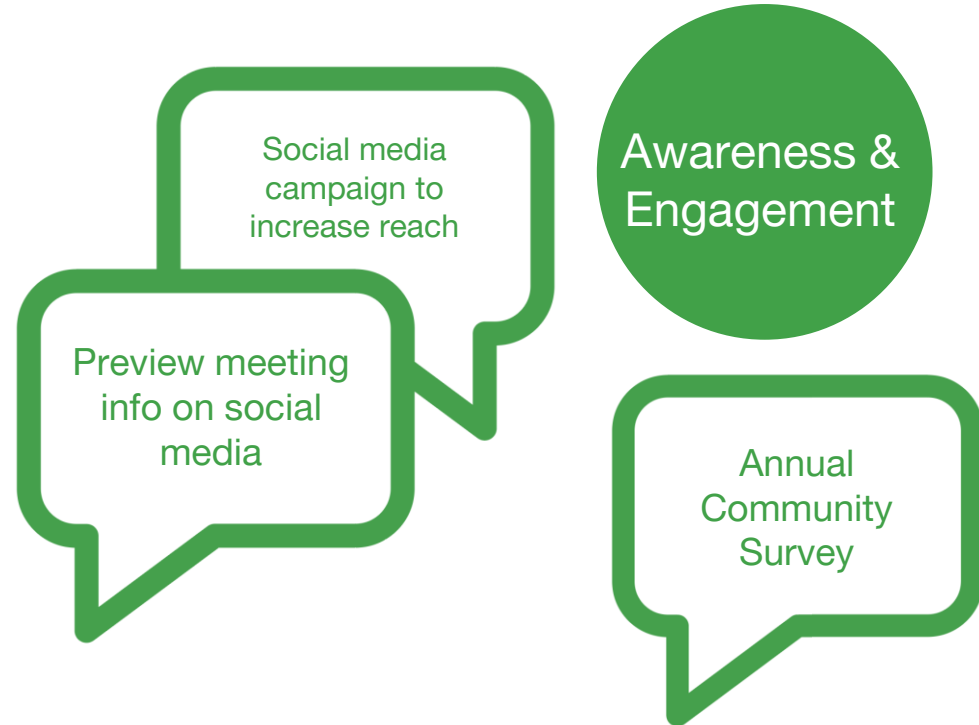 Social media
campaign to
increase reach
Awareness &
Engagement
Preview meeting
info on social
media
Annual
Community
Survey